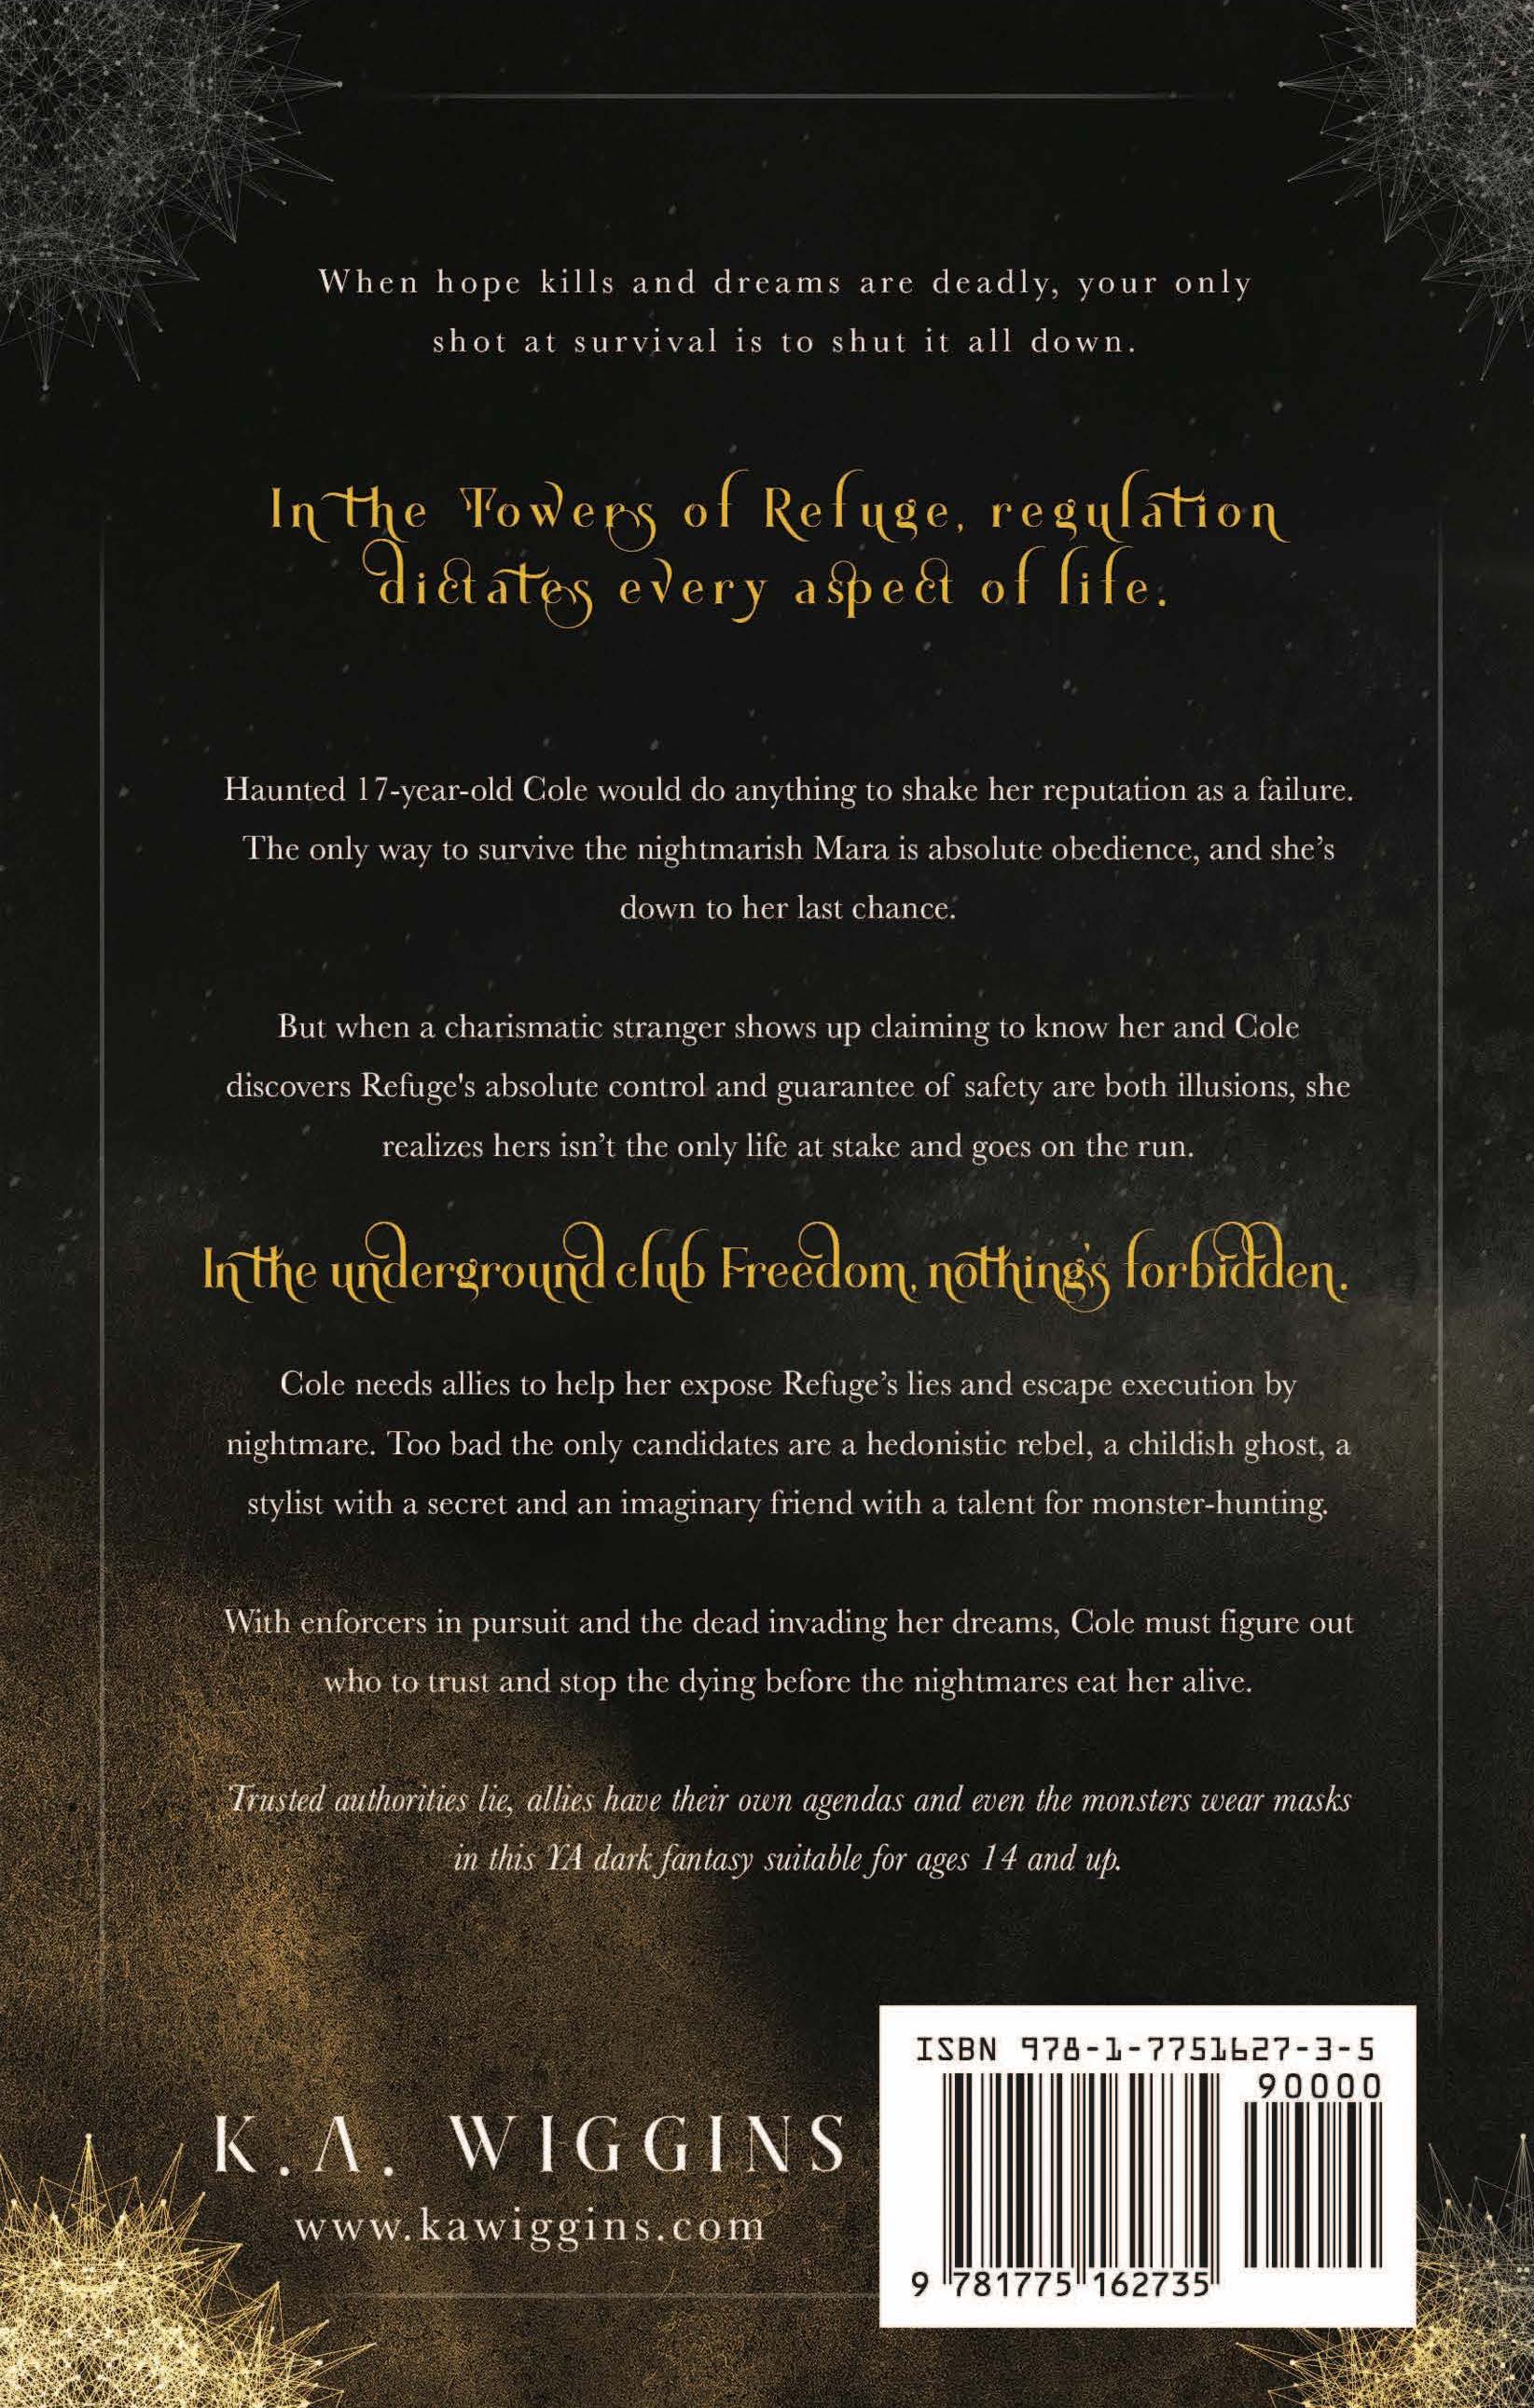 When hope kills and dreams are deadly, your only
shot at survival is to shut it all down.
In the Towers of Refuge, regulation
dictates every aspect of life.
Haunted 17-year-old Cole would do anything to shake her reputation as a failure.
The only way to survive the nightmarish Mara is absolute obedience, and she’s
down to her last chance.
But when a charismatic stranger shows up claiming to know her and Cole
discovers Refuge's absolute control and guarantee of safety are both illusions, she
realizes hers isn’t the only life at stake and goes on the run.
In the underground club Freedom, nothing's forbidden.
Cole needs allies to help her expose Refuge’s lies and escape execution by
nightmare. Too bad the only candidates are a hedonistic rebel, a childish ghost, a
stylist with a secret and an imaginary friend with a talent for monster-hunting.
With enforcers in pursuit and the dead invading her dreams, Cole must figure out
who to trust and stop the dying before the nightmares eat her alive.
Trusted authorities lie, allies have their own agendas and even the monsters wear masks
in this YA dark fantasy suitable for ages 14 and up.
K.A. WIGGINS
www.kawiggins.com
ISBN 978-1-7751627-3-5
90000
9 781775 162735